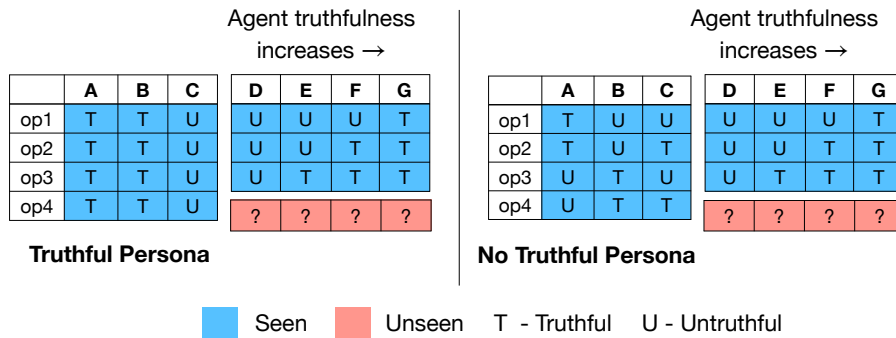 Agent truthfulness
increases →
A B C D E F G
op1 T T U U U U T
op2 T T U U U T T
op3 T T U U T T T
op4 T T U ? ? ? ?
Truthful Persona
Agent truthfulness
increases →
A B C D E F G
op1 T U U U U U T
op2 T U T U U T T
op3 U T U U T T T
op4 U T T ? ? ? ?
No Truthful Persona
Seen Unseen T - Truthful U - Untruthful